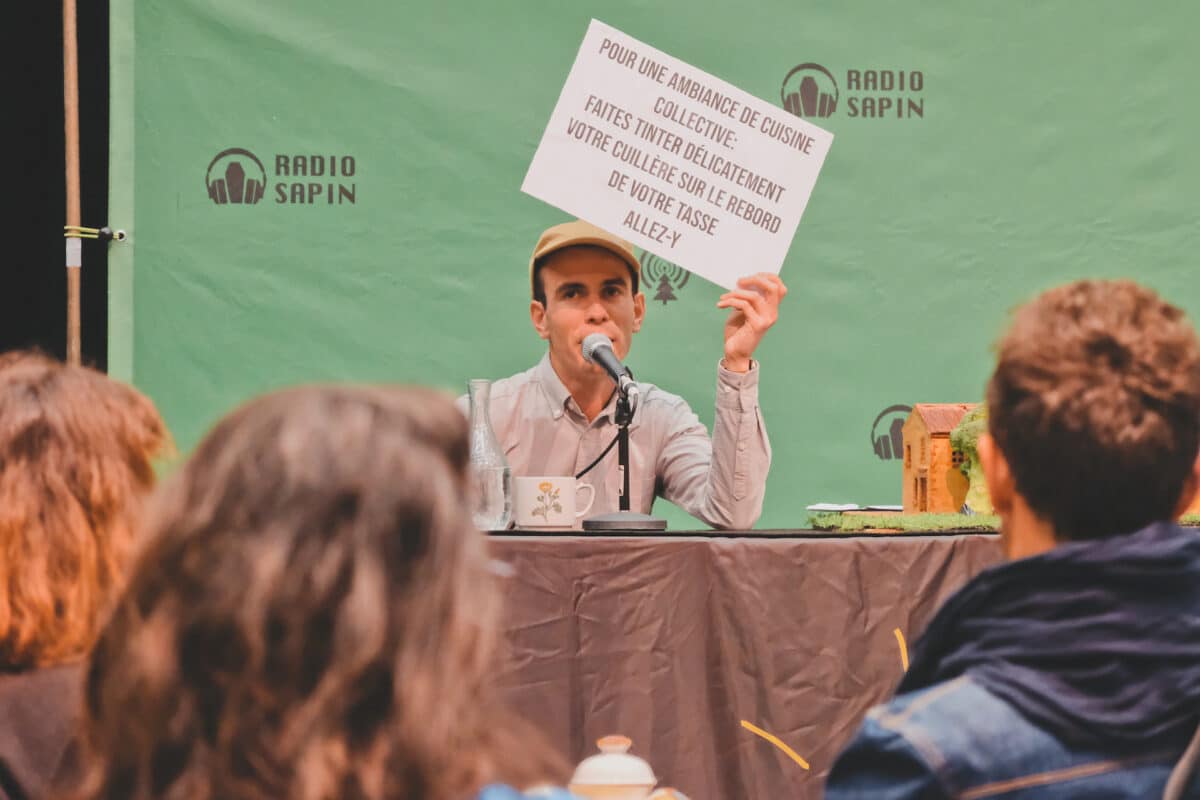 POUR UNE AMBIANCE DE CUISINE
COLLECTIVE:
FAITES TINTER DÉLICATEMENT
VOTRE CUILLÈRE SUR LE REBORD
DE VOTRE TASSE
ALLEZ-Y
RADIO
SAPIN
RADIO
SAPIN